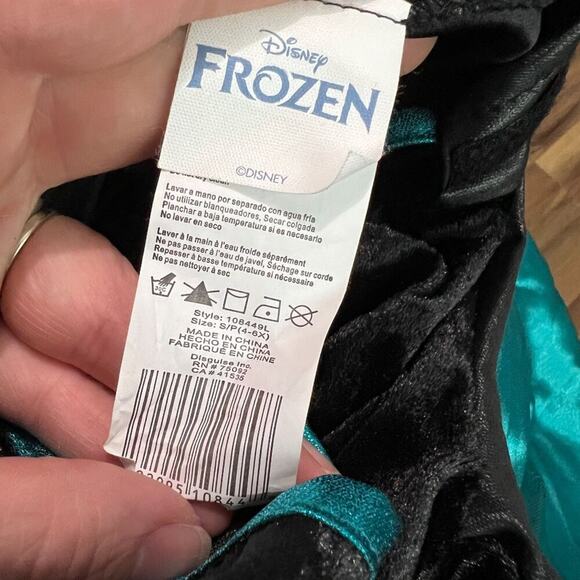 Disney
FROZEN
©DISNEY
Lavar a mano por separado con agua fría
No utilizar blanqueadores, Secar colgada
Planchar a baja temperatura si es necesario
No lavar en seco
Laver à la main à l'eau froide séparément
Ne pas passer à l'eau de javel, Séchage sur corde
Repasser à basse température si nécessaire
Ne pas nettoyer à sec
30C
Style: 108449L
Size: S/P(4-6X)
MADE IN CHINA
HECHO EN CHINA
FABRIQUÉ EN CHINE
Disguise Inc.
RN# 75092
CA# 41535